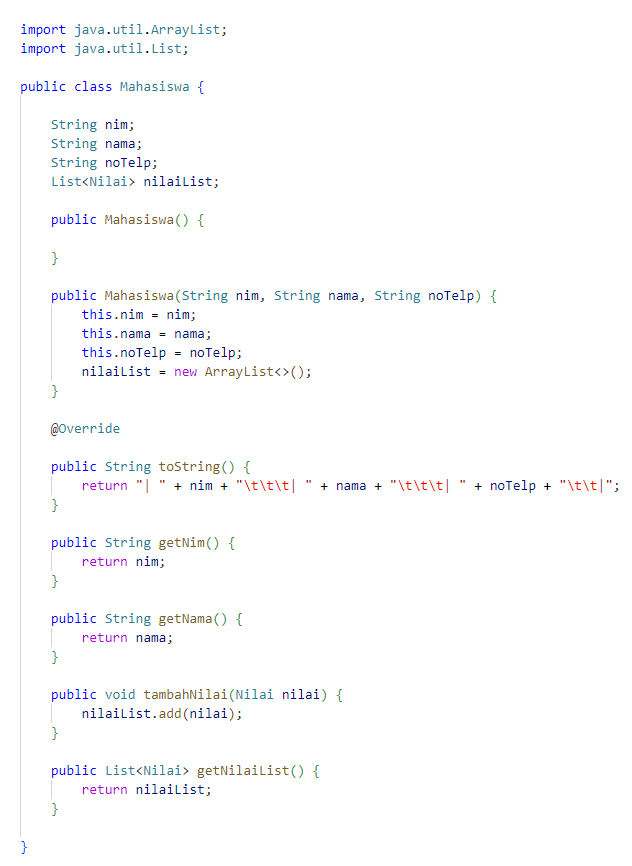 import java.util.ArrayList;
import java.util.List;
public class Mahasiswa {
String nim;
String nama;
String noTelp;
List<Nilai> nilaiList;
public Mahasiswa() {
}
public Mahasiswa(String nim, String nama, String noTelp) {
this.nim = nim;
this.nama = nama;
this.noTelp = noTelp;
nilaiList = new ArrayList<>();
}
@Override
public String toString() {
return "| " + nim + "\t\t\t| " + nama + "\t\t\t| " + noTelp + "\t\t|";
}
public String getNim() {
return nim;
}
public String getNama() {
return nama;
}
public void tambahNilai(Nilai nilai) {
nilaiList.add(nilai);
}
public List<Nilai> getNilaiList() {
return nilaiList;
}
}